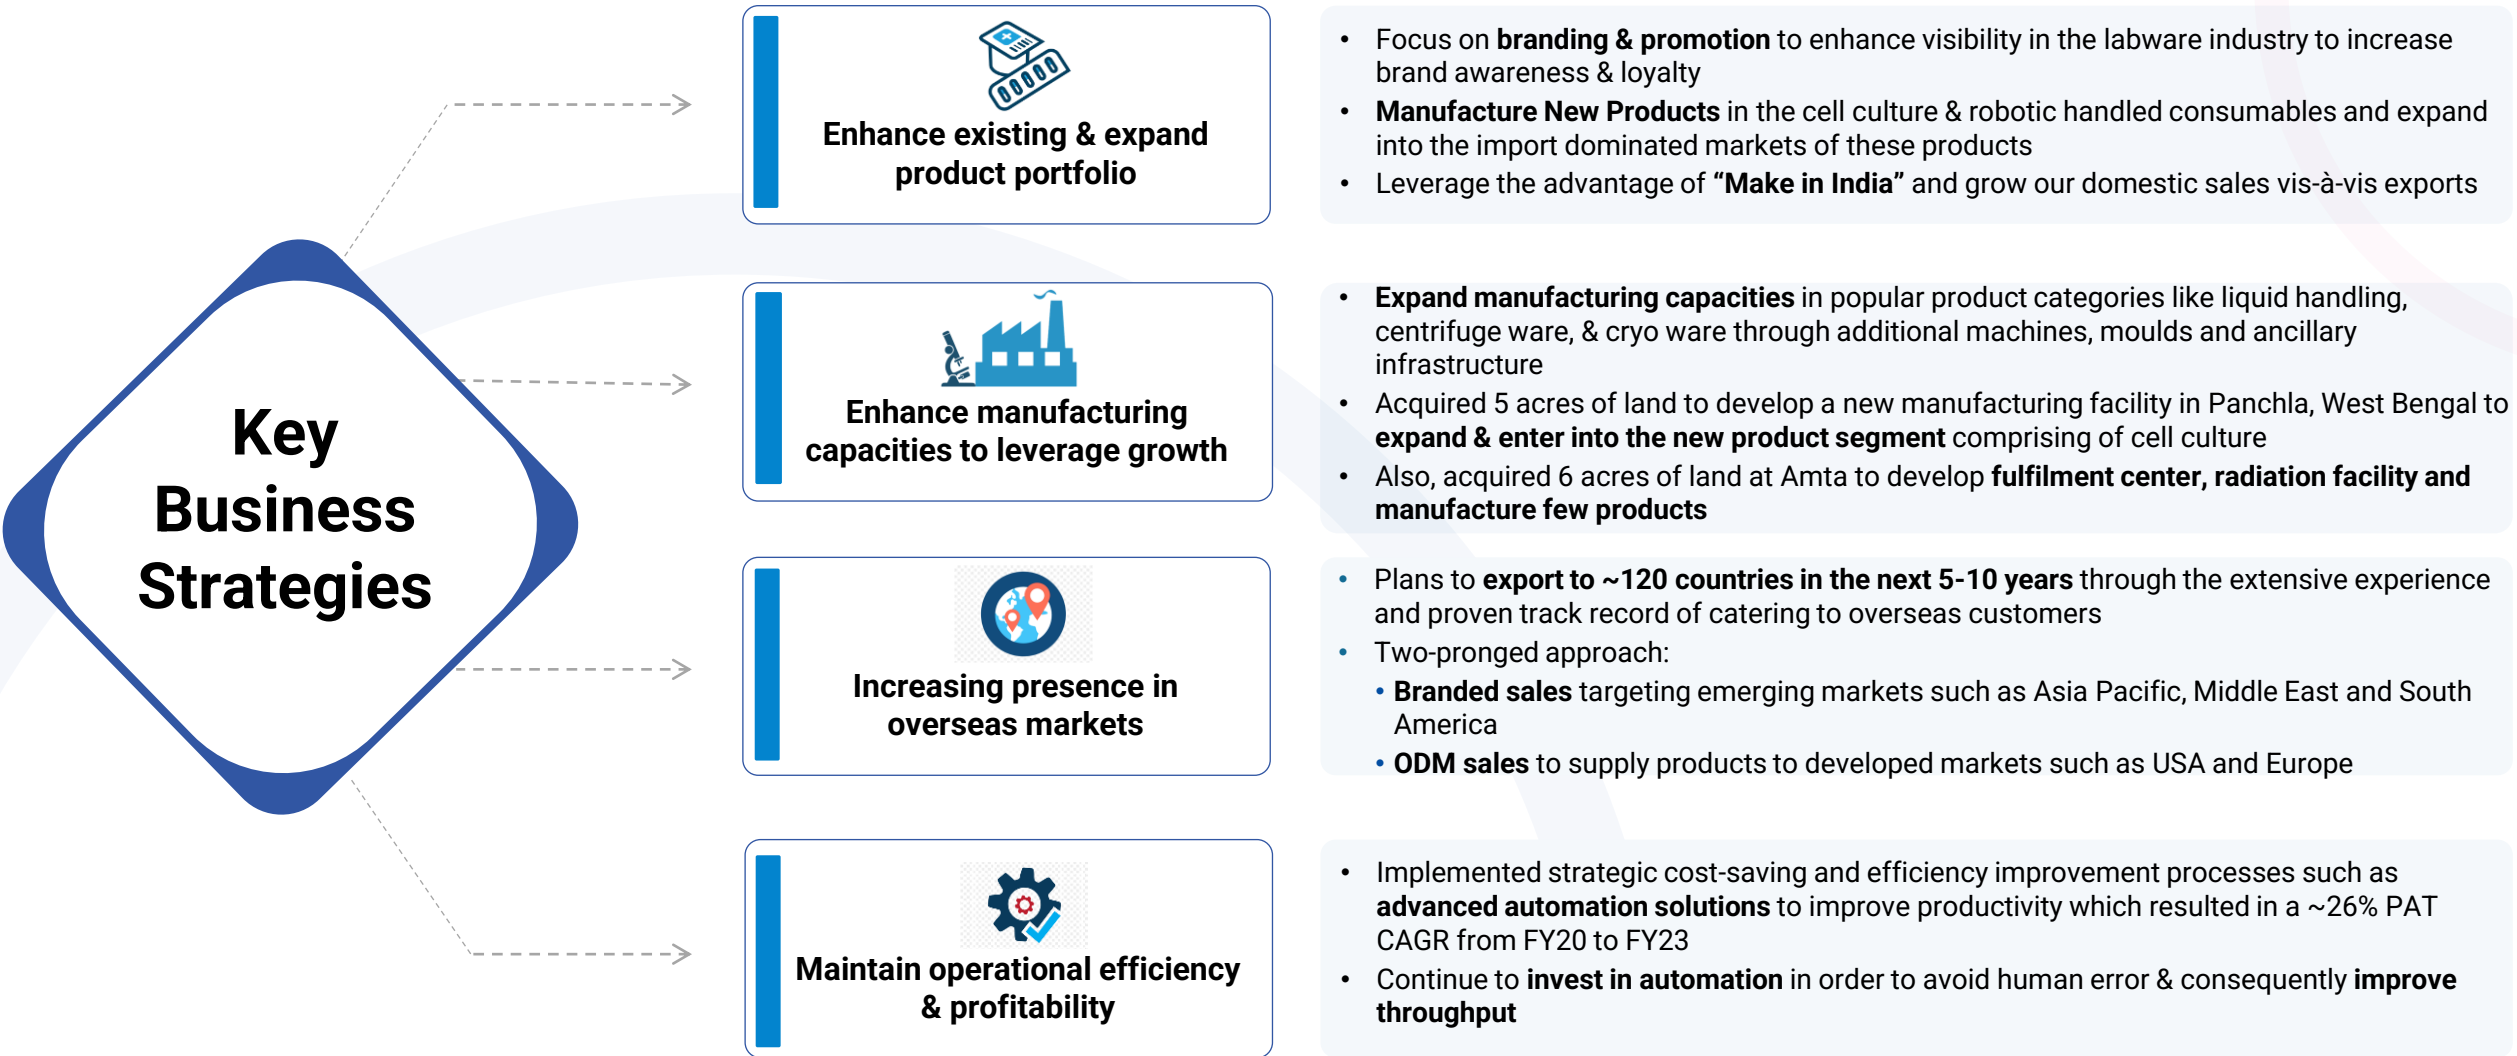 Key
Business
Strategies
Enhance existing & expand
product portfolio
• Focus on branding & promotion to enhance visibility in the labware industry to increase
brand awareness & loyalty
• Manufacture New Products in the cell culture & robotic handled consumables and expand
into the import dominated markets of these products
• Leverage the advantage of “Make in India” and grow our domestic sales vis-à-vis exports
Enhance manufacturing
capacities to leverage growth
• Expand manufacturing capacities in popular product categories like liquid handling,
centrifuge ware, & cryo ware through additional machines, moulds and ancillary
infrastructure
• Acquired 5 acres of land to develop a new manufacturing facility in Panchla, West Bengal to
expand & enter into the new product segment comprising of cell culture
• Also, acquired 6 acres of land at Amta to develop fulfilment center, radiation facility and
manufacture few products
Increasing presence in
overseas markets
• Plans to export to ~120 countries in the next 5-10 years through the extensive experience
and proven track record of catering to overseas customers
• Two-pronged approach:
• Branded sales targeting emerging markets such as Asia Pacific, Middle East and South
America
• ODM sales to supply products to developed markets such as USA and Europe
Maintain operational efficiency
& profitability
• Implemented strategic cost-saving and efficiency improvement processes such as
advanced automation solutions to improve productivity which resulted in a ~26% PAT
CAGR from FY20 to FY23
• Continue to invest in automation in order to avoid human error & consequently improve
throughput